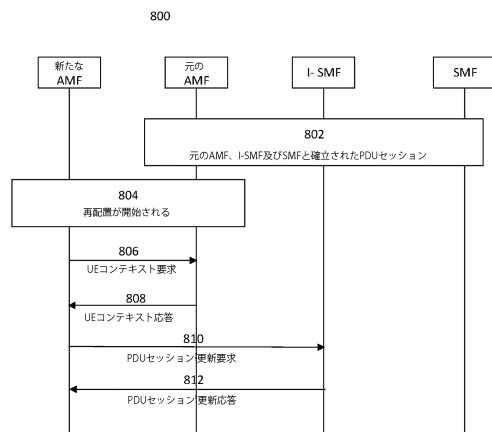 800
新たな
AMF
元の
AMF
I- SMF
SMF
802
元のAMF、I-SMF及びSMFと確立されたPDUセッション
804
再配置が開始される
806
UEコンテキスト要求
808
UEコンテキスト応答
810
PDUセッション更新要求
812
PDUセッション更新応答